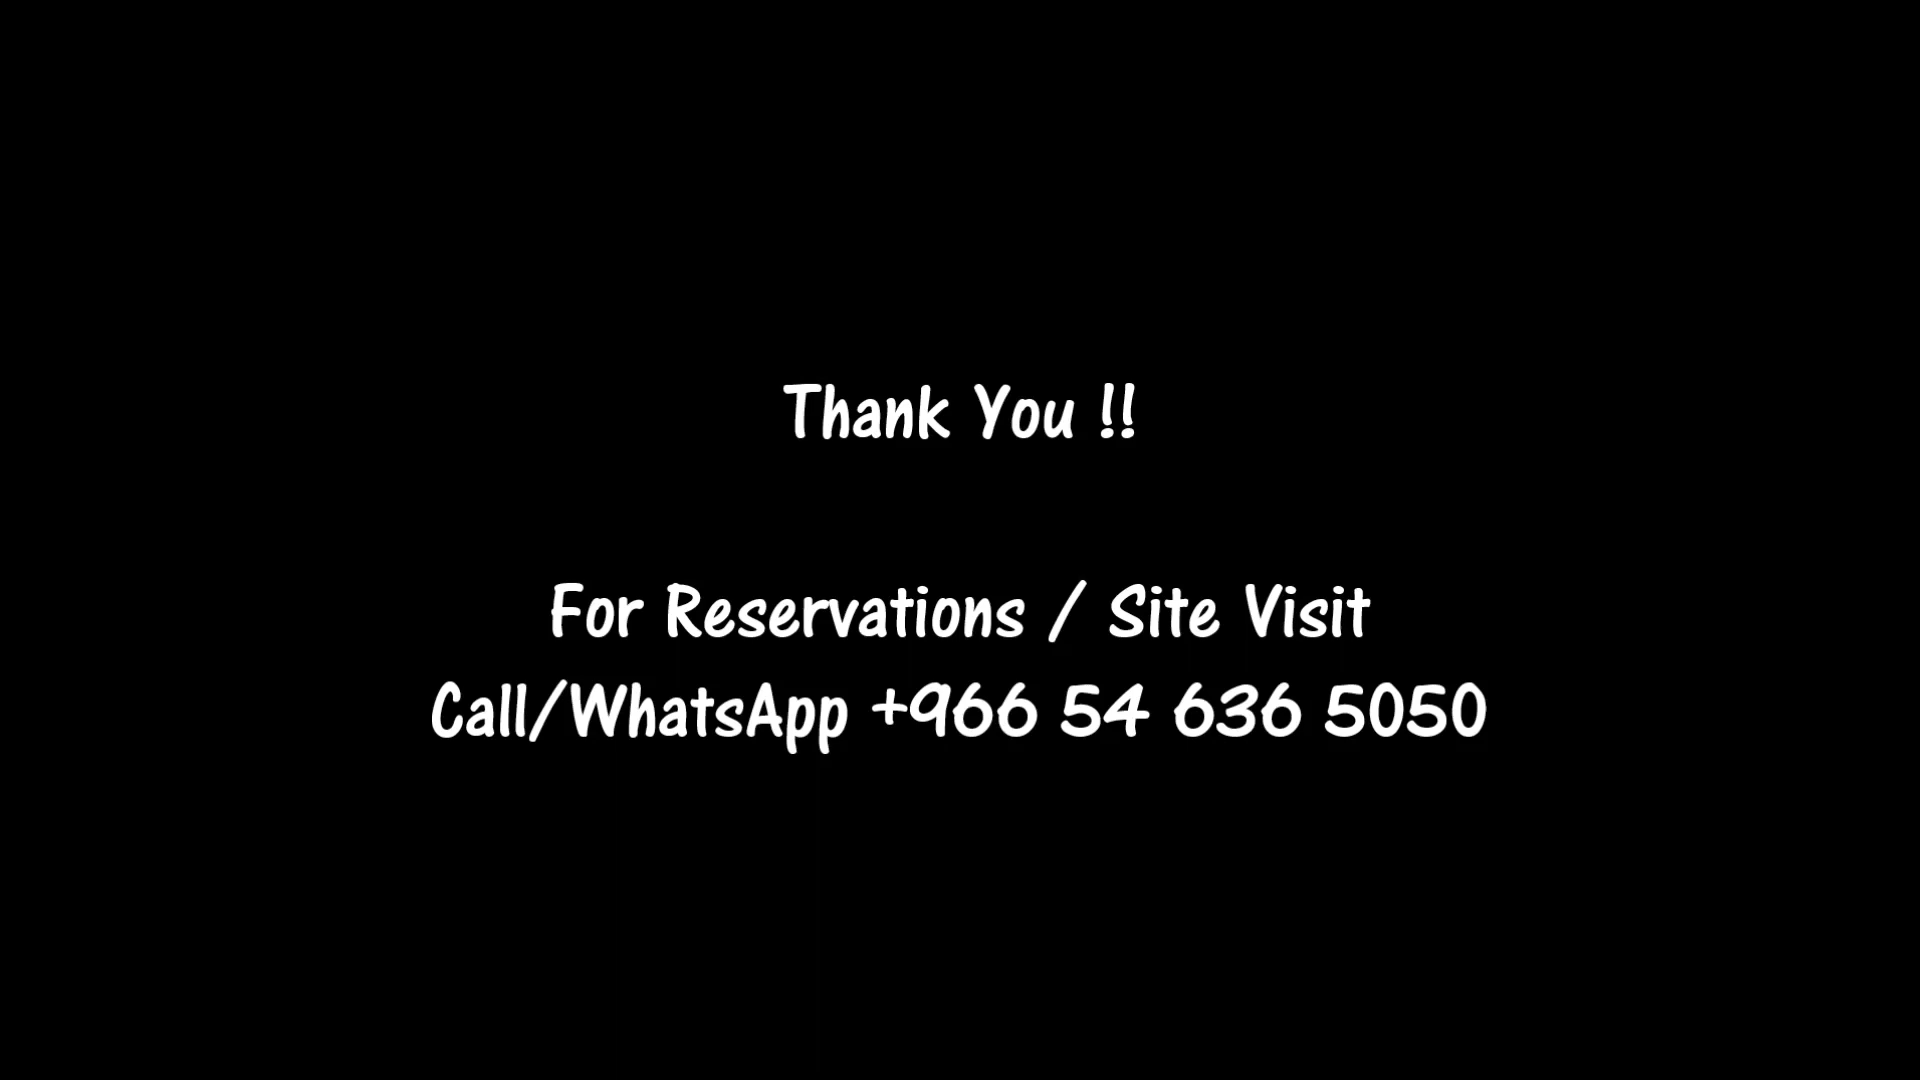 Thank You !!
For Reservations / Site Visit
Call/WhatsApp +966 54 636 5050